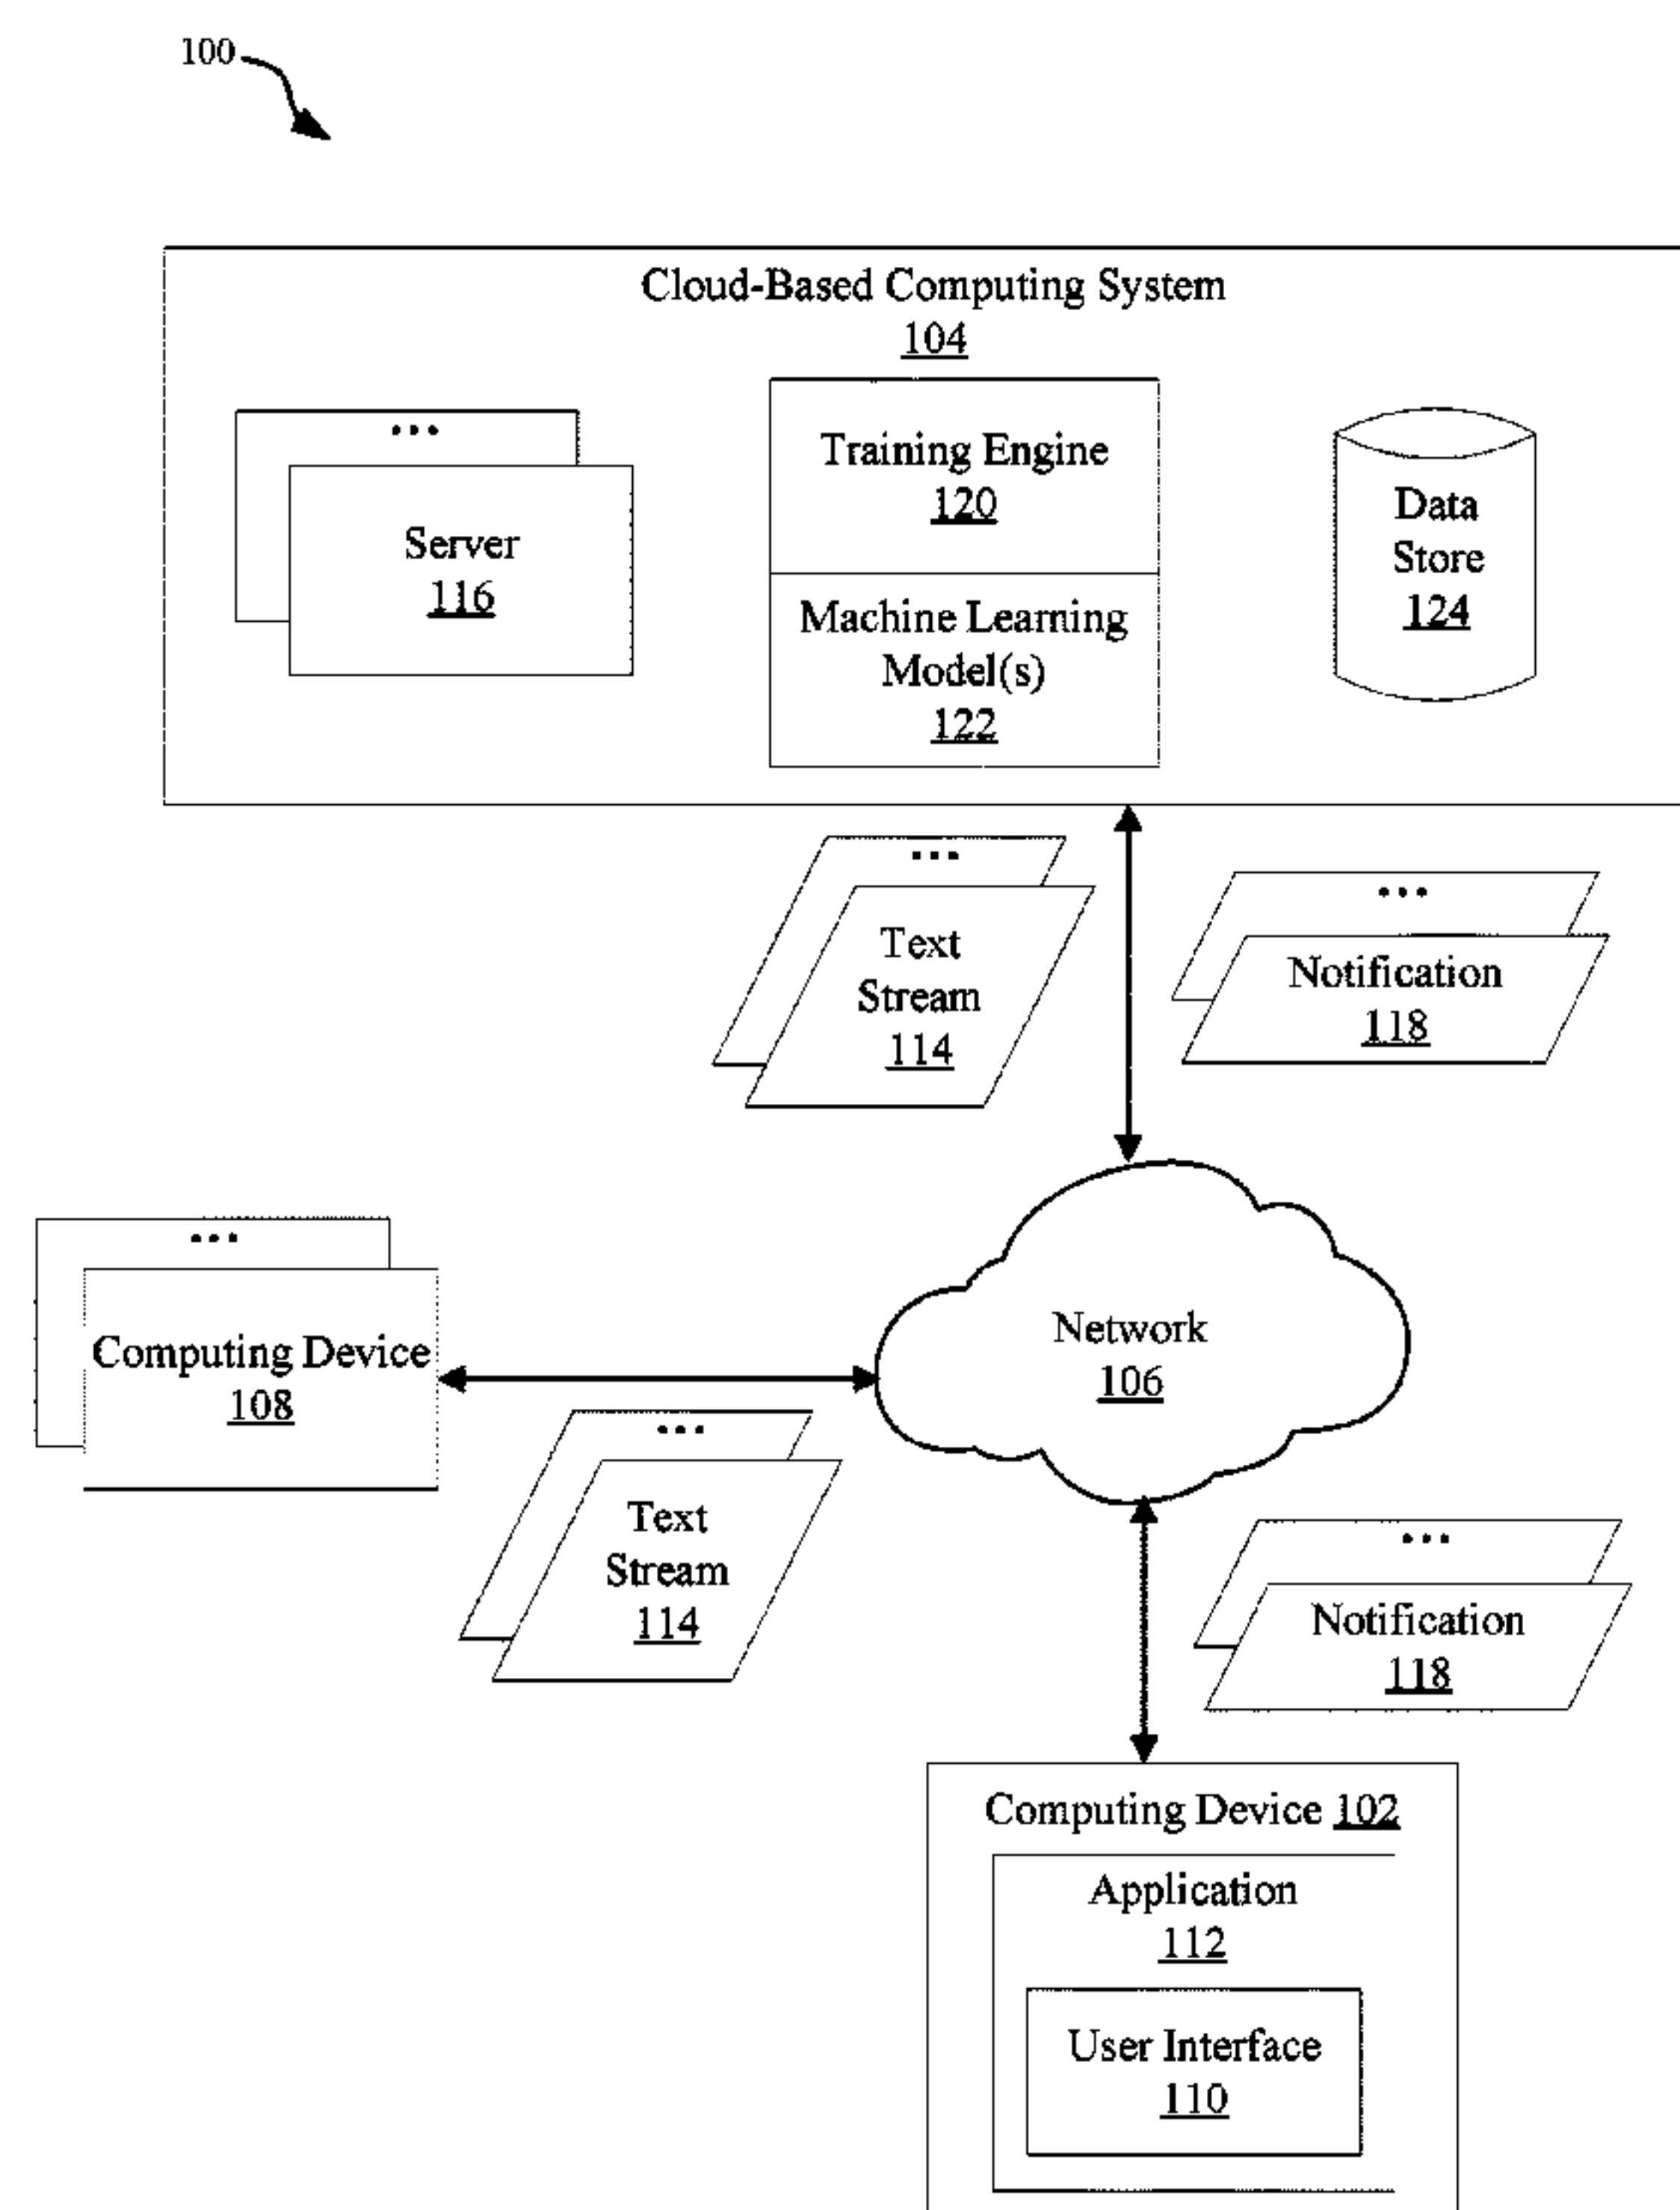 100
Cloud-Based Computing System
104
Server
116
Training Engine
120
Machine Learning
Model(s)
122
Data
Store
124
Text
Stream
114
Notification
118
Computing Device
108
Network
106
Text
Stream
114
Notification
118
Computing Device 102
Application
112
User Interface
110